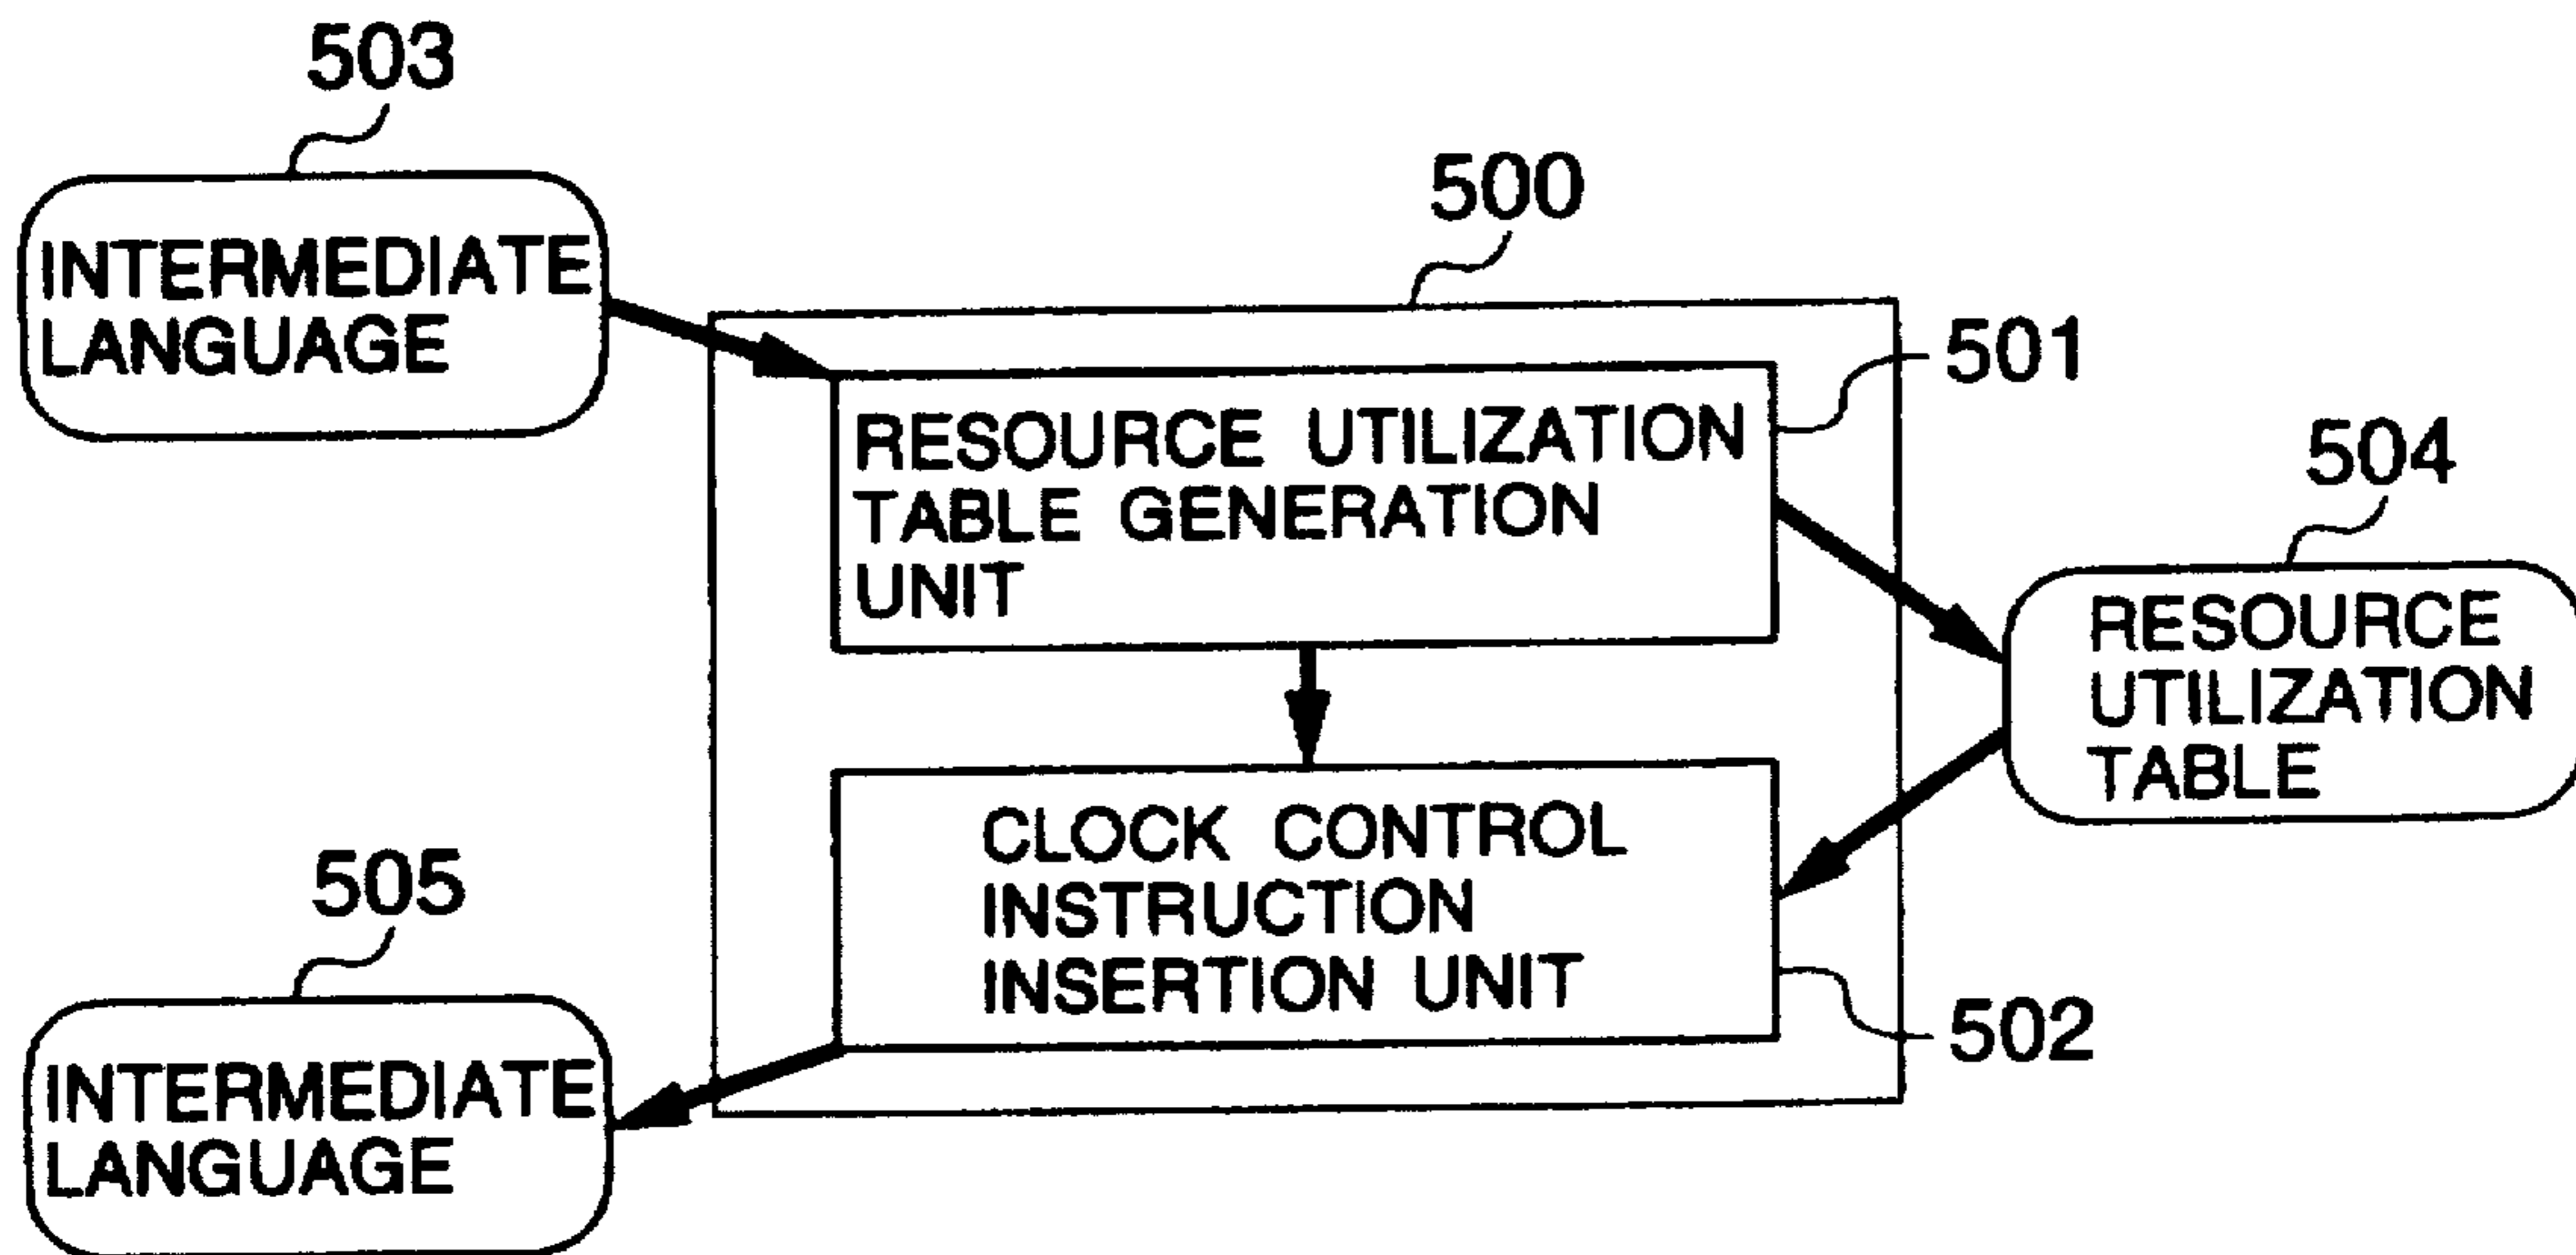 503
INTERMEDIATE
LANGUAGE
500
501
RESOURCE UTILIZATION
TABLE GENERATION
UNIT
504
RESOURCE
UTILIZATION
TABLE
CLOCK CONTROL
INSTRUCTION
INSERTION UNIT
502
505
INTERMEDIATE
LANGUAGE